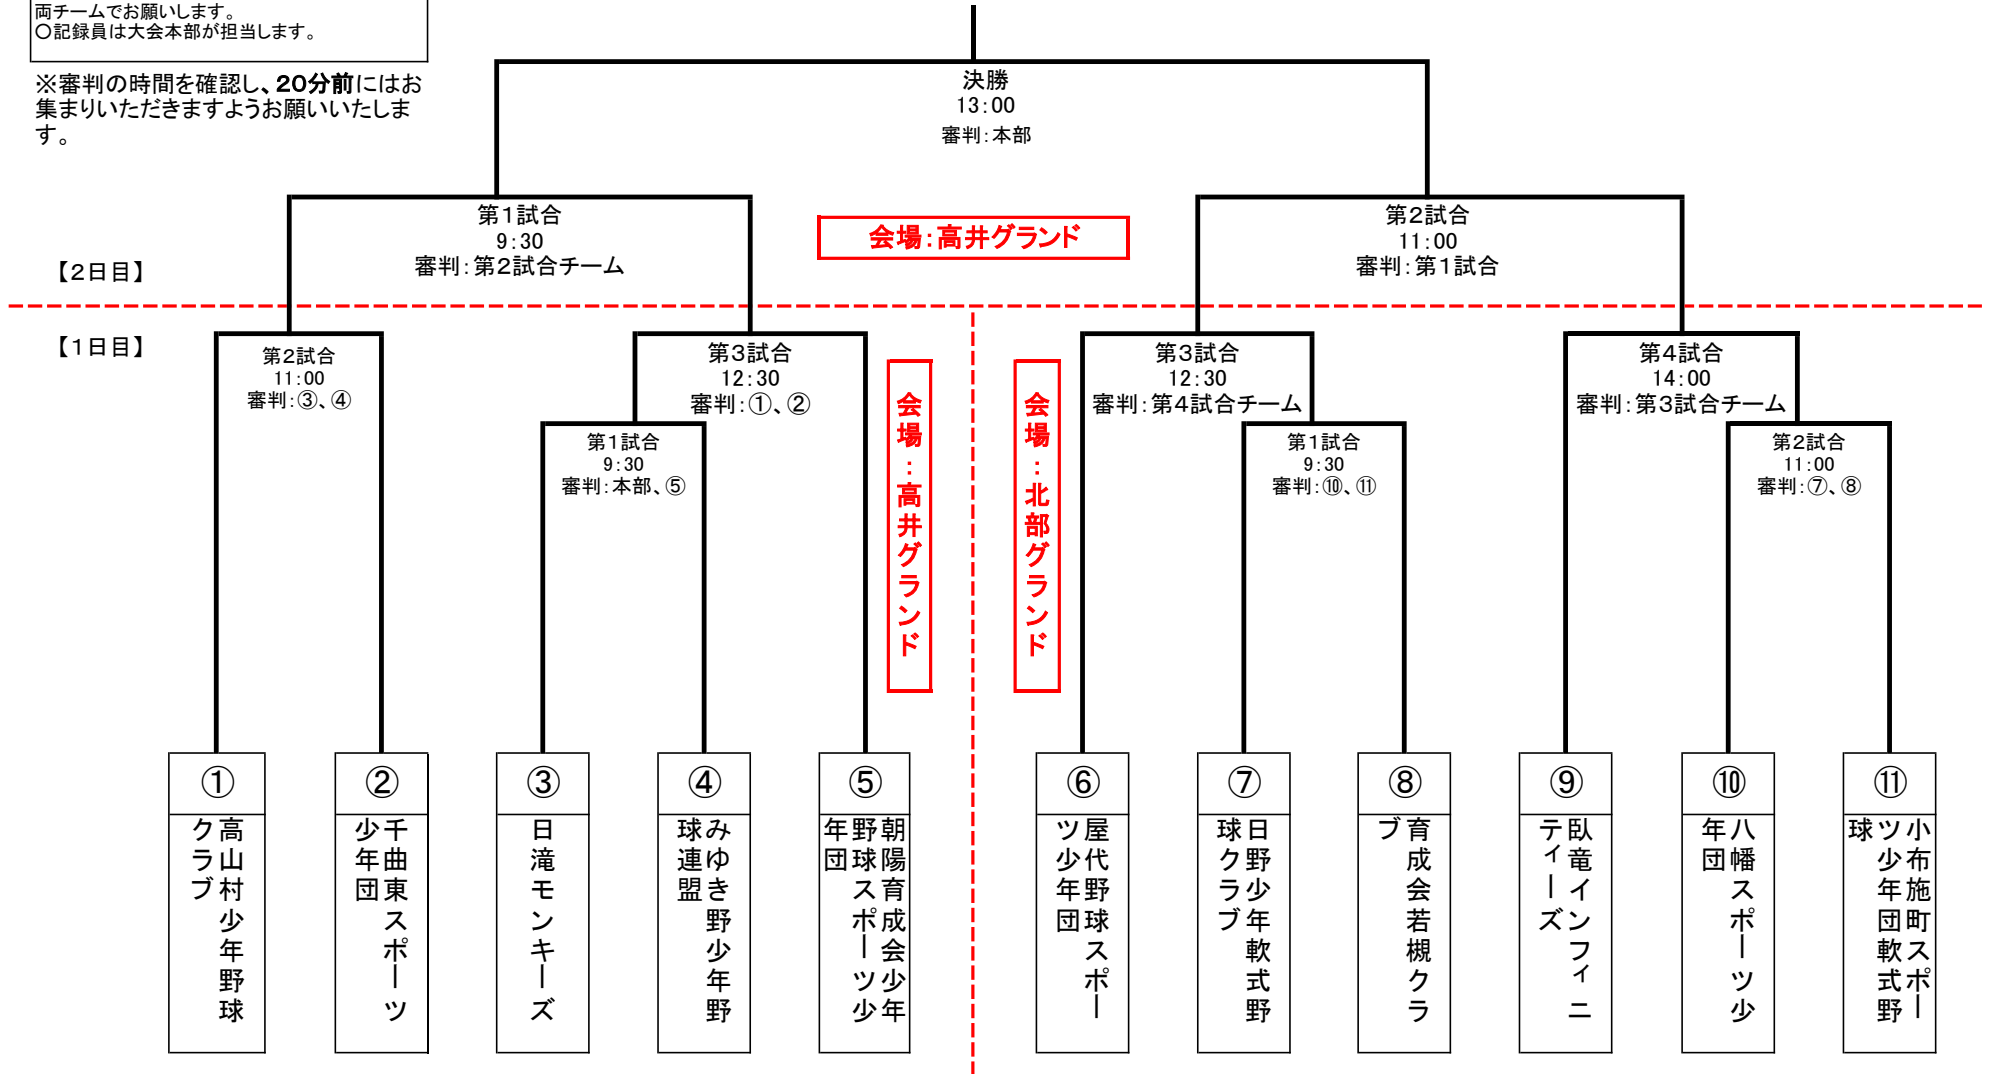 両チームでお願いします。
〇記録員は大会本部が担当します。
※審判の時間を確認し、20分前にはお
集まりいただきますようお願いいたしま
す。
決勝
13:00
審判:本部
第1試合
9:30
審判:第2試合チーム
会場:高井グランド
第2試合
11:00
審判:第1試合
【2日目】
【1日目】
第2試合
11:00
審判:③、④
第3試合
12:30
審判:①、②
第1試合
9:30
審判:本部、⑤
会場:高井グランド
会場:北部グランド
第3試合
12:30
審判:第4試合チーム
第1試合
9:30
審判:⑩、⑪
第4試合
14:00
審判:第3試合チーム
第2試合
11:00
審判:⑦、⑧
①
高山村少年野球
クラブ
②
千曲東スポーツ
少年団
③
日滝モンキーズ
④
みゆき野少年野
球連盟
⑤
朝陽育成会少年
野球スポーツ少
年団
⑥
屋代野球スポー
ツ少年団
⑦
日野少年軟式野
球クラブ
⑧
育成会若槻クラ
ブ
⑨
臥竜インフィニ
ティーズ
⑩
八幡スポーツ少
年団
⑪
小布施町スポー
ツ少年団軟式野
球